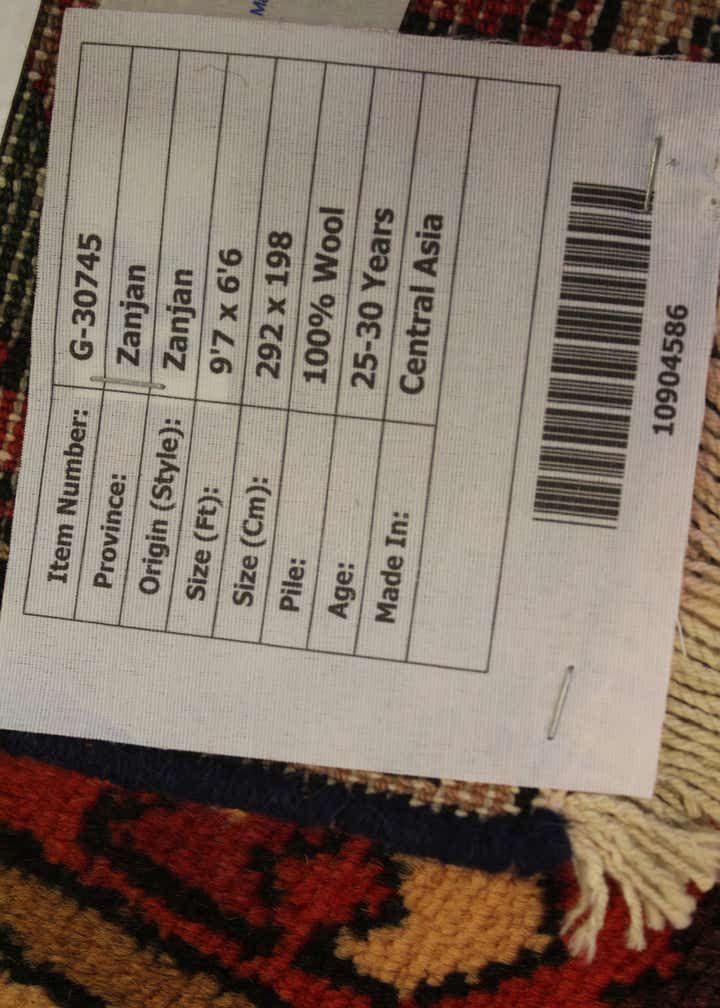 Item Number: G-30745
Province: Zanjan
Origin (Style): Zanjan
Size (Ft): 9'7 x 6'6
Size (Cm): 292 x 198
Pile: 100% Wool
Age: 25-30 Years
Made In: Central Asia
10904586